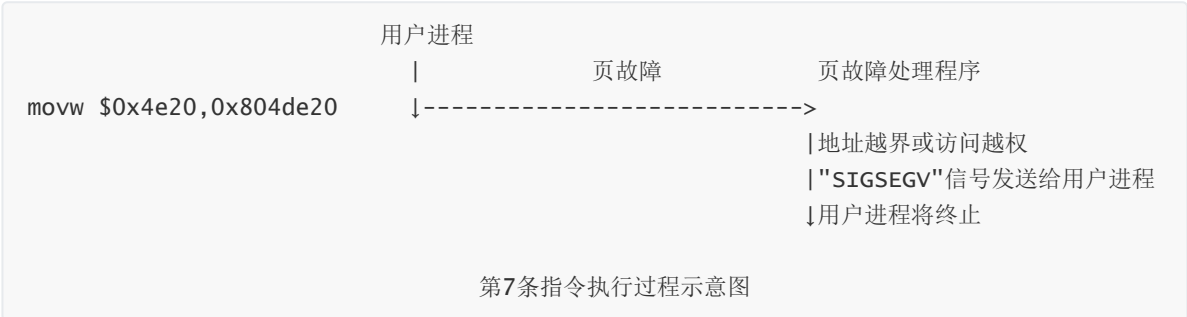 用户进程
|                页故障              页故障处理程序
movw $0x4e20,0x804de20     ↓--------------------------->
|地址越界或访问越权
|"SIGSEGV"信号发送给用户进程
↓用户进程将终止
第7条指令执行过程示意图